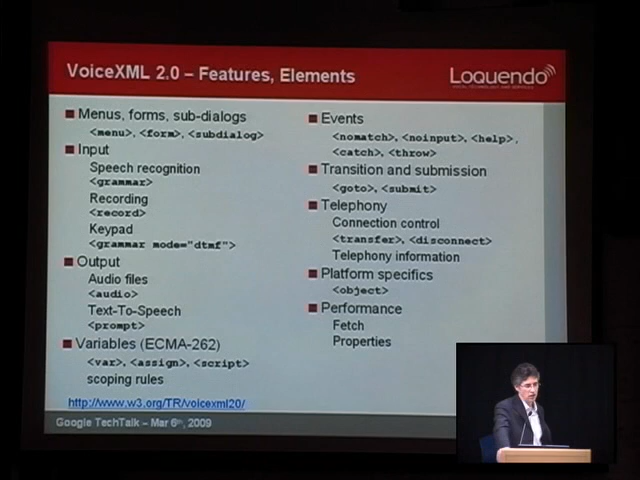 VoiceXML 2.0 – Features, Elements
Loquendo
Menus, forms, sub-dialogs
<menu>, <form>, <subdialog>
Input
Speech recognition
<grammar>
Recording
<record>
Keypad
<grammar mode="dtmf">
Output
Audio files
<audio>
Text-To-Speech
<prompt>
Variables (ECMA-262)
<var>, <assign>, <script>
scoping rules
http://www.w3.org/TR/voicexml20/
Events
<nomatch>, <noinput>, <help>,
<catch>, <throw>
Transition and submission
<goto>, <submit>
Telephony
Connection control
<transfer>, <disconnect>
Telephony information
Platform specifics
<object>
Performance
Fetch
Properties
Google TechTalk – Mar 6th, 2009